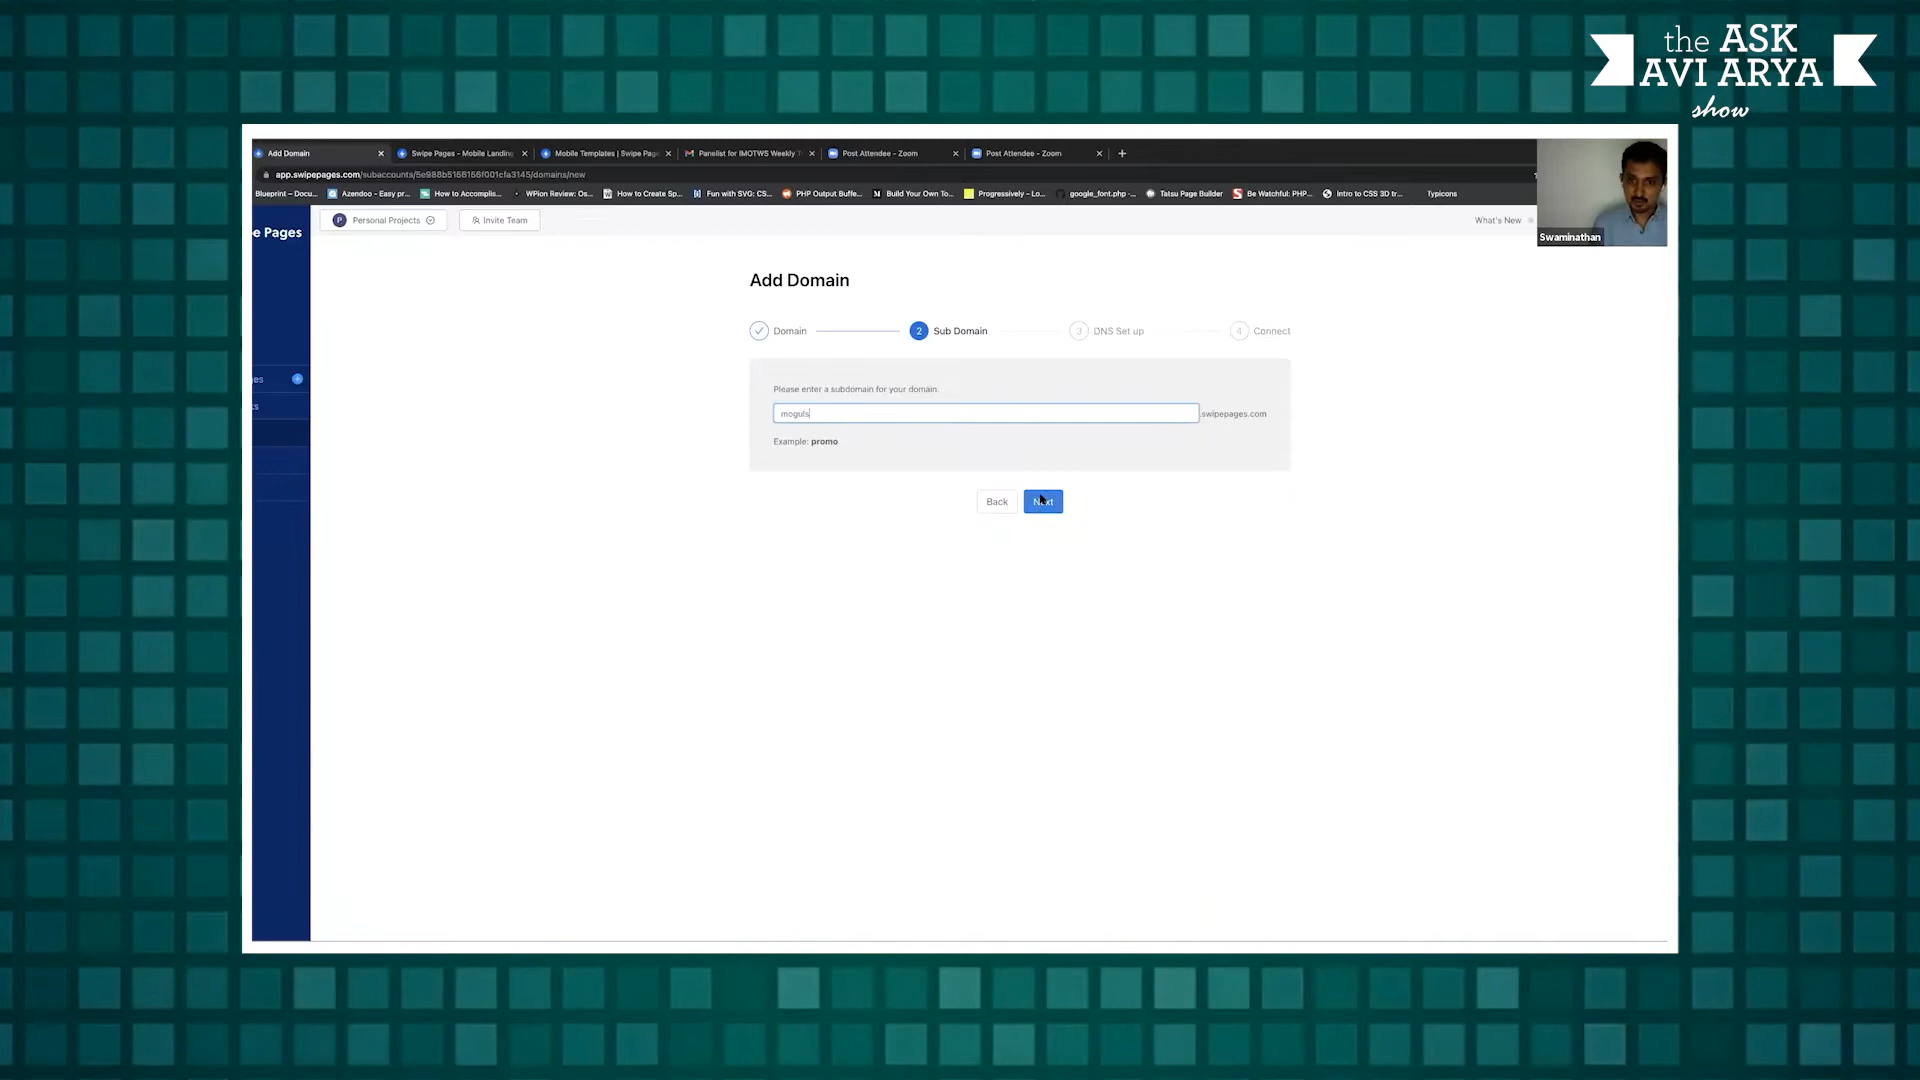 the ASK
AVI ARYA
show
Add Domain
Swipe Pages - Mobile Landing
Mobile Templates | Swipe Page
Panelist for IMOTWS Weekly T
Post Attendee - Zoom
Post Attendee - Zoom
app.swipepages.com/subaccounts/5e988b5166156f001cfa3145/domains/new
Blueprint – Docu...
Azendoo - Easy pr...
How to Accomplis...
WPion Review: Os...
How to Create Sp...
Fun with SVG: CS...
PHP Output Buffe...
Build Your Own To...
Progressively – Lo...
google_font.php -...
Tatsu Page Builder
Be Watchful: PHP...
Intro to CSS 3D tr...
Typicons
e Pages
P Personal Projects
Invite Team
What's New
Swaminathan
Add Domain
Domain
2 Sub Domain
3 DNS Set up
4 Connect
es
ts
Please enter a subdomain for your domain.
moguls
.swipepages.com
Example: promo
Back
Next